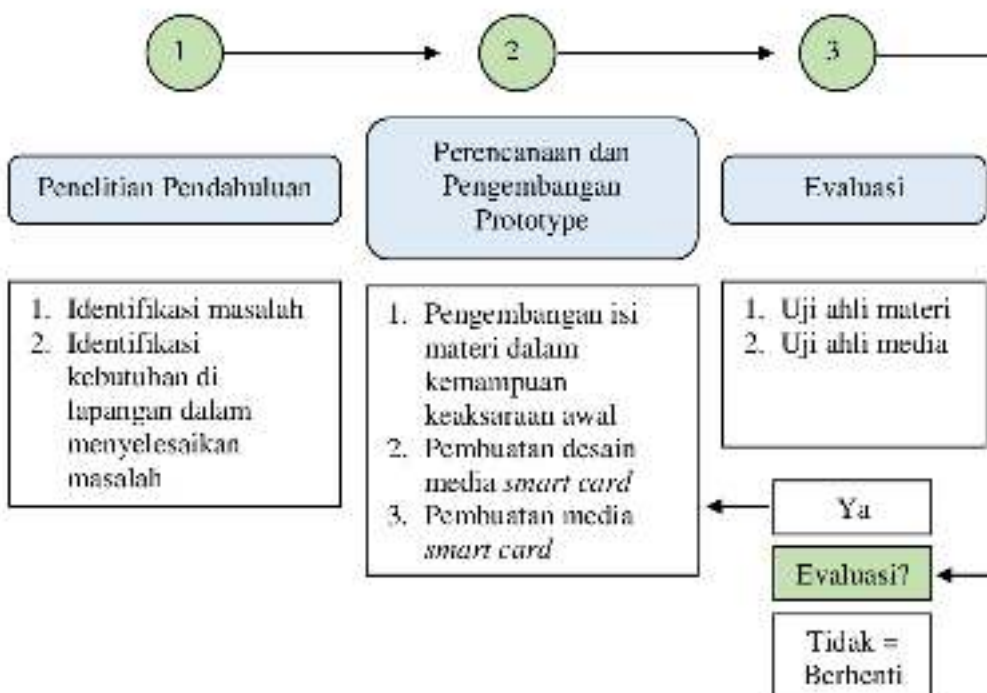 1
2
3
Penelitian Pendahuluan
Perencanaan dan
Pengembangan
Prototype
Evaluasi
1. Identifikasi masalah
2. Identifikasi
kebutuhan di
lapangan dalam
menyelesaikan
masalah
1. Pengembangan isi
materi dalam
kemampuan
keaksaraan awal
2. Pembuatan desain
media smart card
3. Pembuatan media
smart card
1. Uji ahli materi
2. Uji ahli media
Ya
Evaluasi?
Tidak =
Berhenti